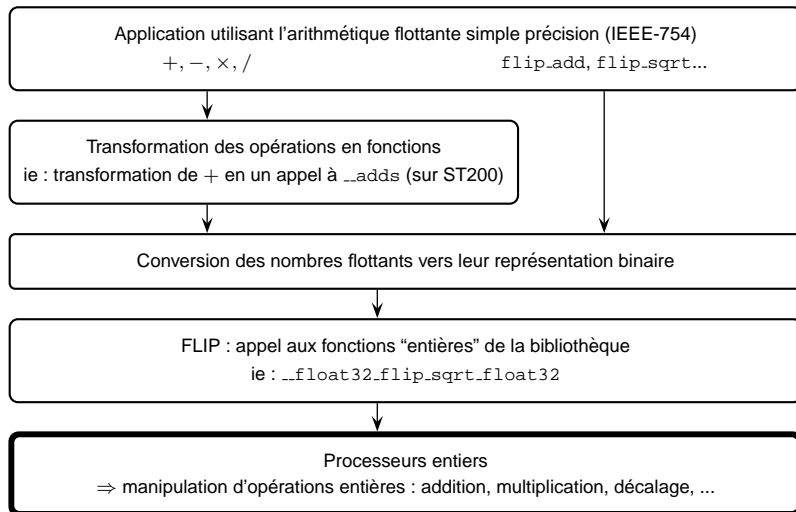 Application utilisant l'arithmétique flottante simple précision (IEEE-754)
+, −, ×, / flip_add, flip_sqrt...
Transformation des opérations en fonctions
ie : transformation de + en un appel à __adds (sur ST200)
Conversion des nombres flottants vers leur représentation binaire
FLIP : appel aux fonctions “entières” de la bibliothèque
ie : __float32_flip_sqrt_float32
Processeurs entiers
⇒ manipulation d'opérations entières : addition, multiplication, décalage, ...